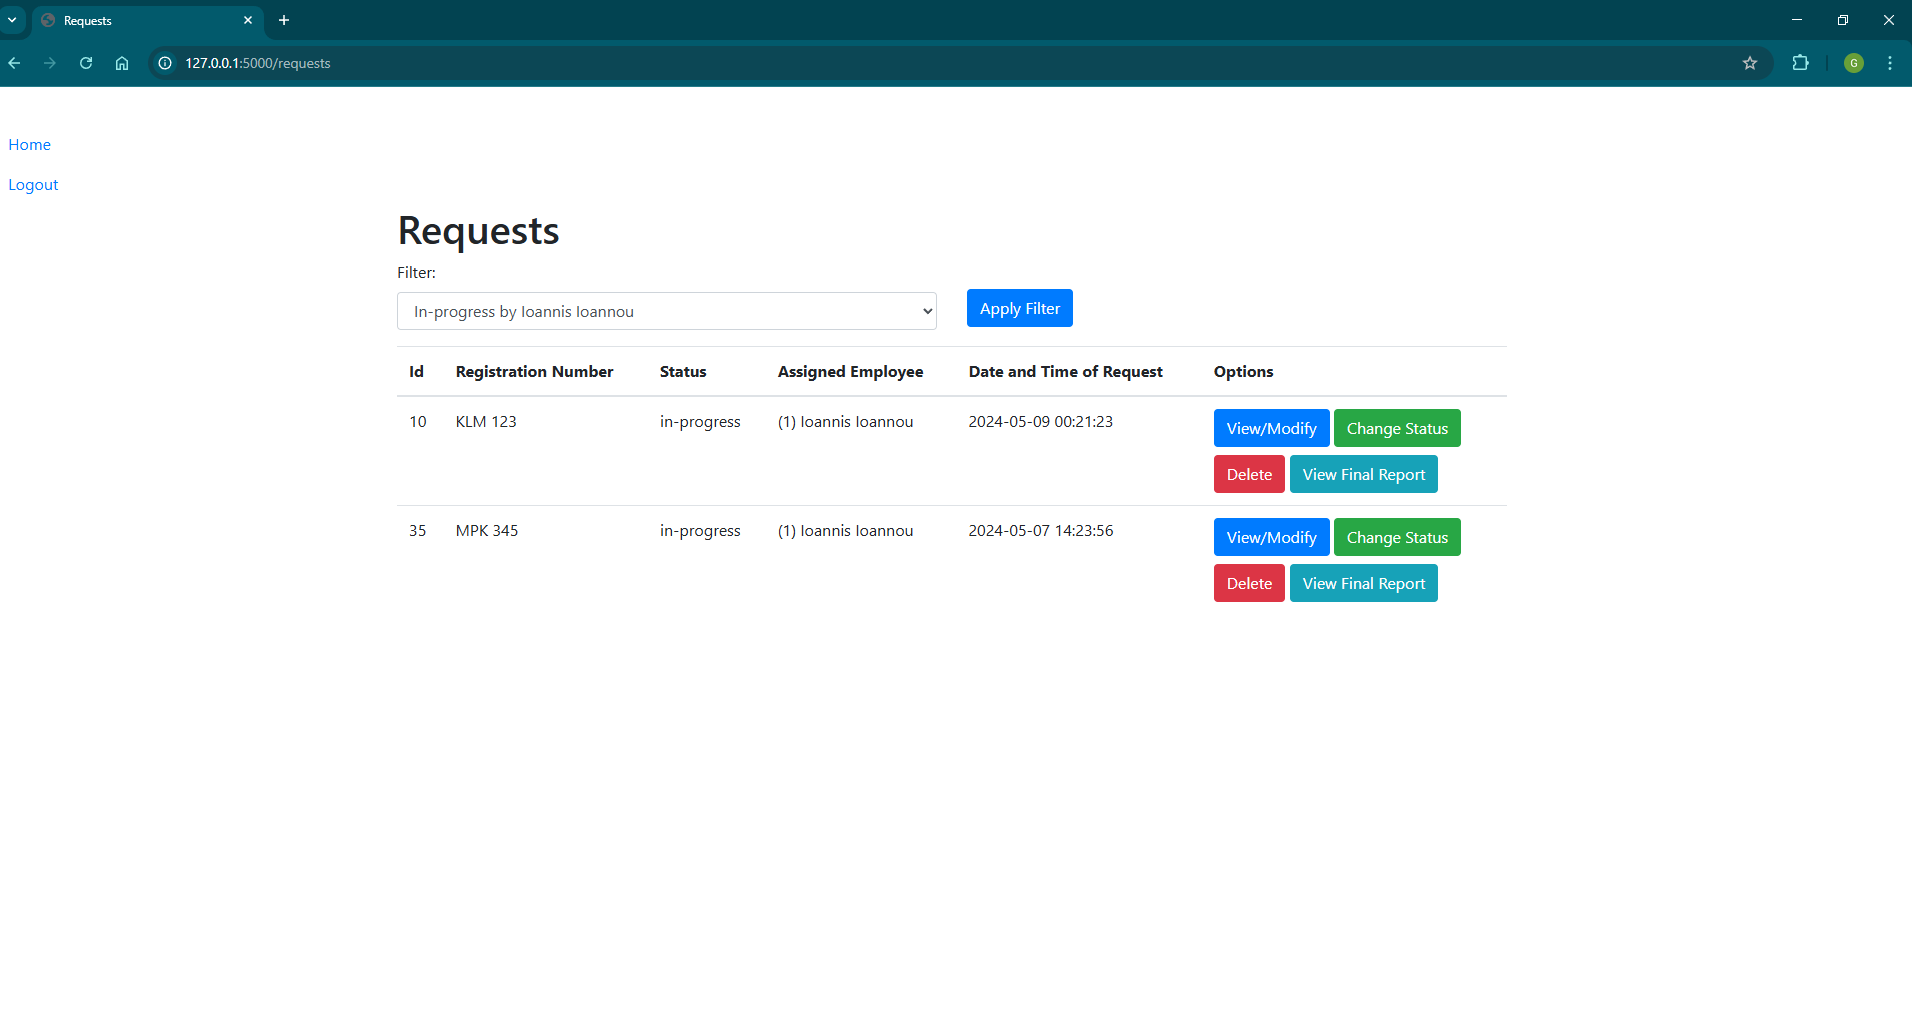 Requests
127.0.0.1:5000/requests
G
Home
Logout
Requests
Filter:
In-progress by Ioannis Ioannou
Apply Filter
Id Registration Number Status Assigned Employee Date and Time of Request Options
10 KLM 123 in-progress (1) Ioannis Ioannou 2024-05-09 00:21:23 View/Modify Change Status
Delete View Final Report
35 MPK 345 in-progress (1) Ioannis Ioannou 2024-05-07 14:23:56 View/Modify Change Status
Delete View Final Report